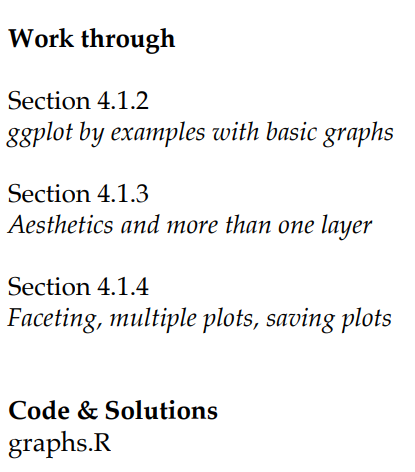 Work through
Section 4.1.2
ggplot by examples with basic graphs
Section 4.1.3
Aesthetics and more than one layer
Section 4.1.4
Faceting, multiple plots, saving plots
Code & Solutions
graphs.R